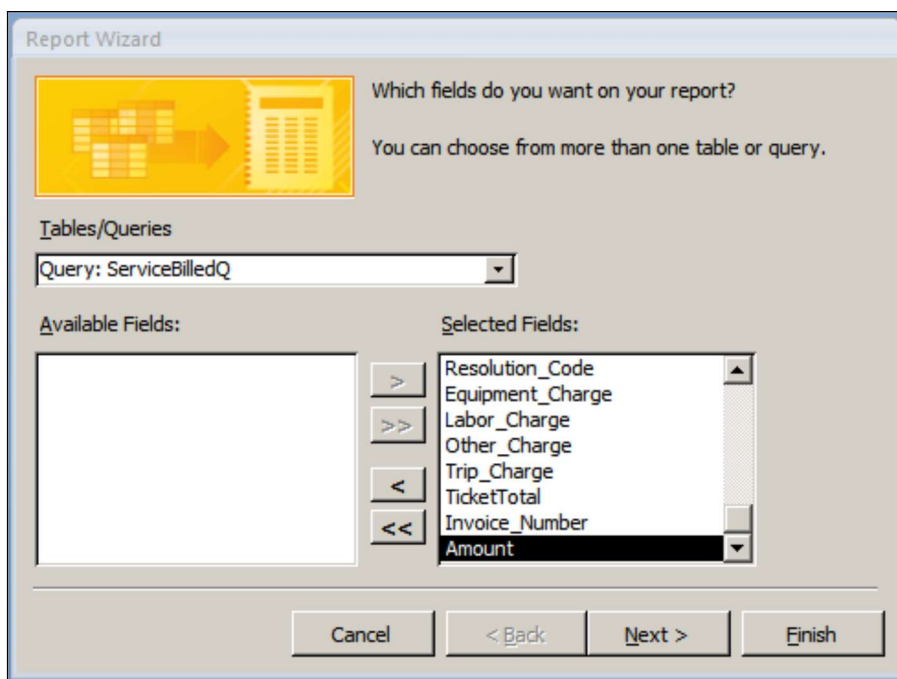 Report Wizard
Which fields do you want on your report?
You can choose from more than one table or query.
Tables/Queries
Query: ServiceBilledQ
Available Fields:
Selected Fields:
>
>>
<
<<
Resolution_Code
Equipment_Charge
Labor_Charge
Other_Charge
Trip_Charge
TicketTotal
Invoice_Number
Amount
Cancel
< Back
Next >
Finish